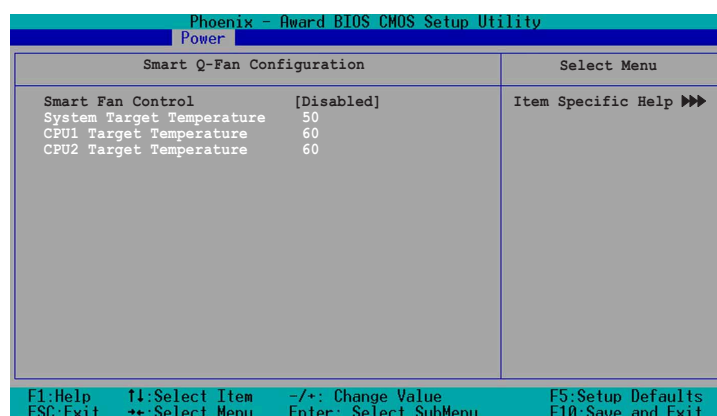 Phoenix - Award BIOS CMOS Setup Utility
Power
Smart Q-Fan Configuration
Select Menu
Smart Fan Control [Disabled]
System Target Temperature 50
CPU1 Target Temperature 60
CPU2 Target Temperature 60
Item Specific Help
F1:Help ↑↓:Select Item -/+: Change Value F5:Setup Defaults
ESC:Exit →←:Select Menu Enter: Select SubMenu F10:Save and Exit